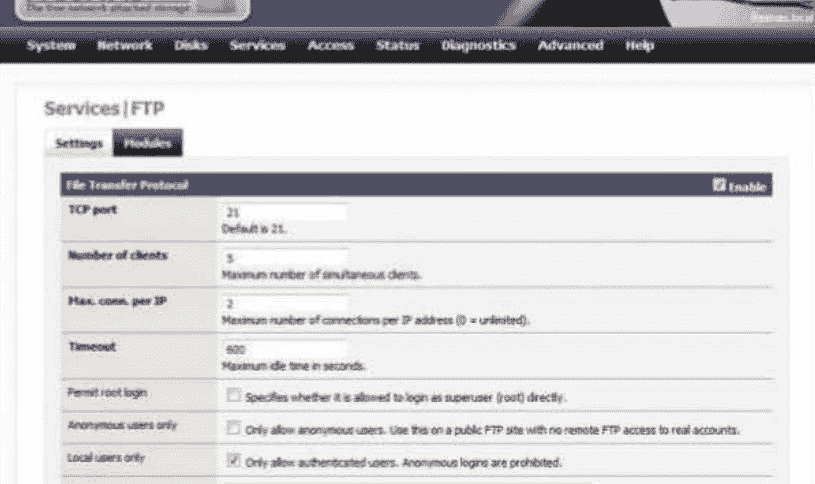 The free network attached storage
System Network Disks Services Access Status Diagnostics Advanced Help
Services|FTP
Settings Modules
File Transfer Protocol Enable
TCP port 21
Default is 21.
Number of clients 5
Maximum number of simultaneous clients.
Max. conn. per IP 2
Maximum number of connections per IP address (0 = unlimited).
Timeout 600
Maximum idle time in seconds.
Permit root login Specifies whether it is allowed to login as superuser (root) directly.
Anonymous users only Only allow anonymous users. Use this on a public FTP site with no remote FTP access to real accounts.
Local users only Only allow authenticated users. Anonymous logins are prohibited.